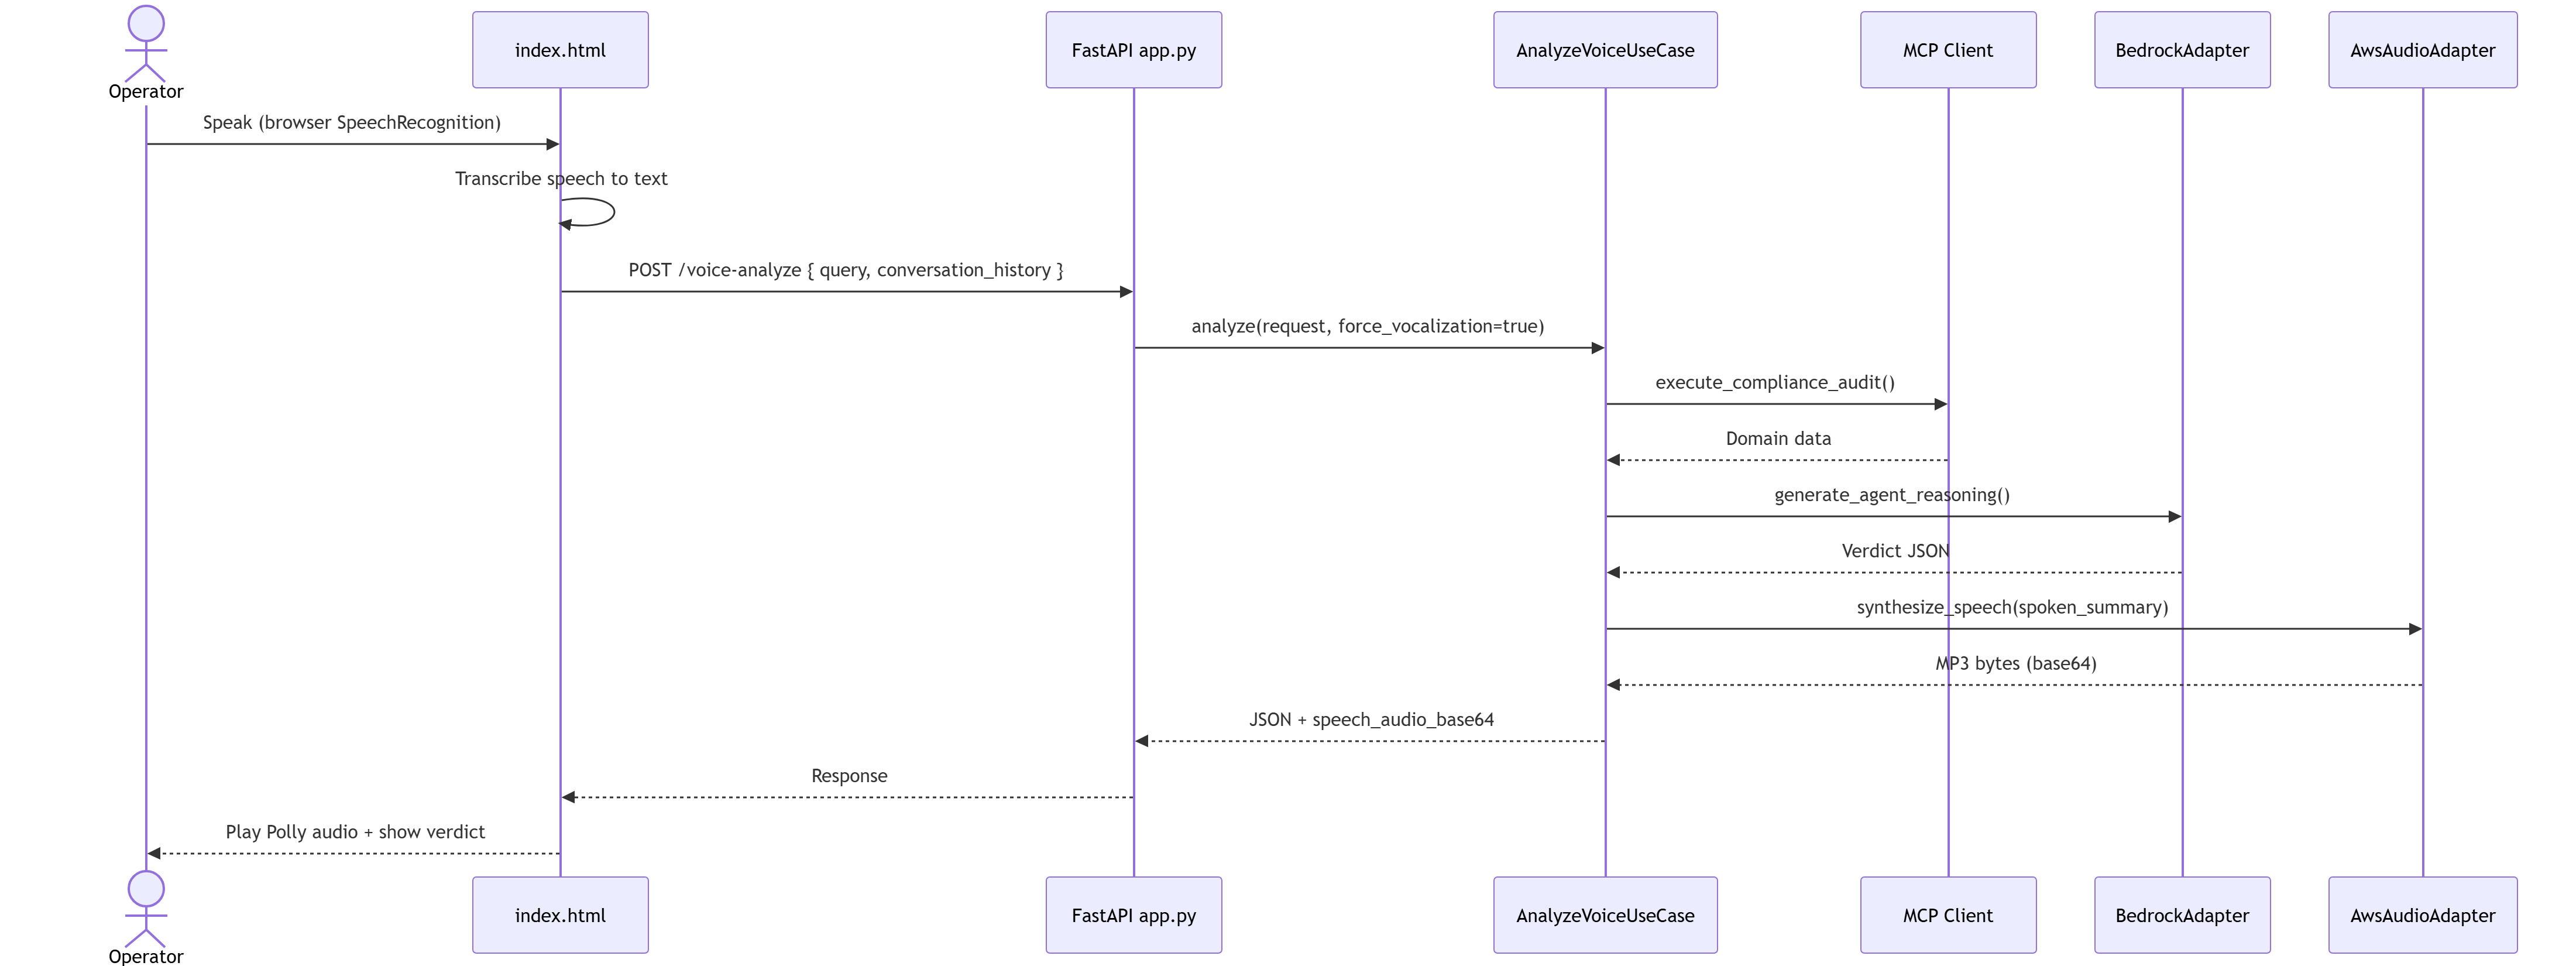 Operator
index.html
FastAPI app.py
AnalyzeVoiceUseCase
MCP Client
BedrockAdapter
AwsAudioAdapter
Speak (browser SpeechRecognition)
Transcribe speech to text
POST /voice-analyze { query, conversation_history }
analyze(request, force_vocalization=true)
execute_compliance_audit()
Domain data
generate_agent_reasoning()
Verdict JSON
synthesize_speech(spoken_summary)
MP3 bytes (base64)
JSON + speech_audio_base64
Response
Play Polly audio + show verdict
Operator
index.html
FastAPI app.py
AnalyzeVoiceUseCase
MCP Client
BedrockAdapter
AwsAudioAdapter